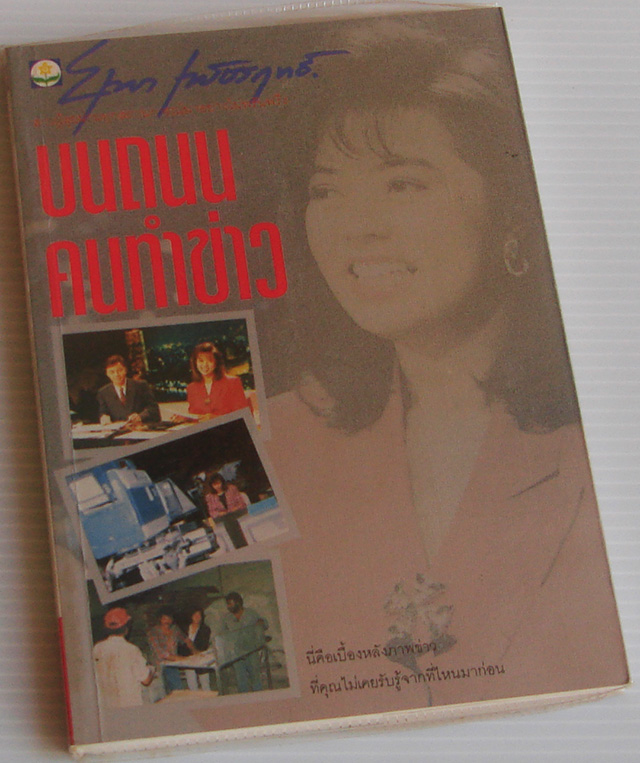 บนถนน
คนทำข่าว
นี่คือเบื้องหลังภาพข่าว
ที่คุณไม่เคยรับรู้จากที่ไหนมาก่อน